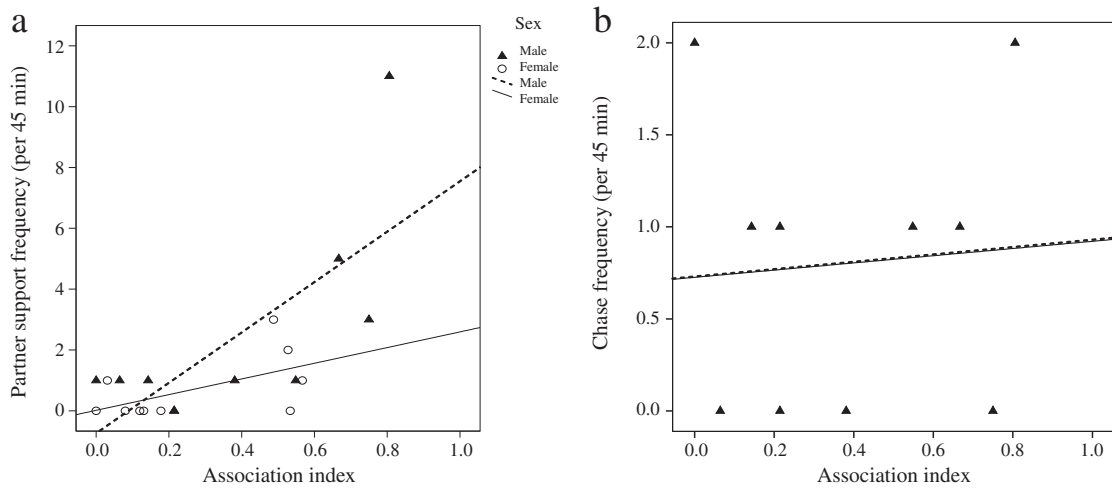 a
Sex
Male
Female
Male
Female
12
10
8
6
4
2
0
Partner support frequency (per 45 min)
0.0 0.2 0.4 0.6 0.8 1.0
Association index
b
2.0
1.5
1.0
0.5
0.0
Chase frequency (per 45 min)
0.0 0.2 0.4 0.6 0.8 1.0
Association index